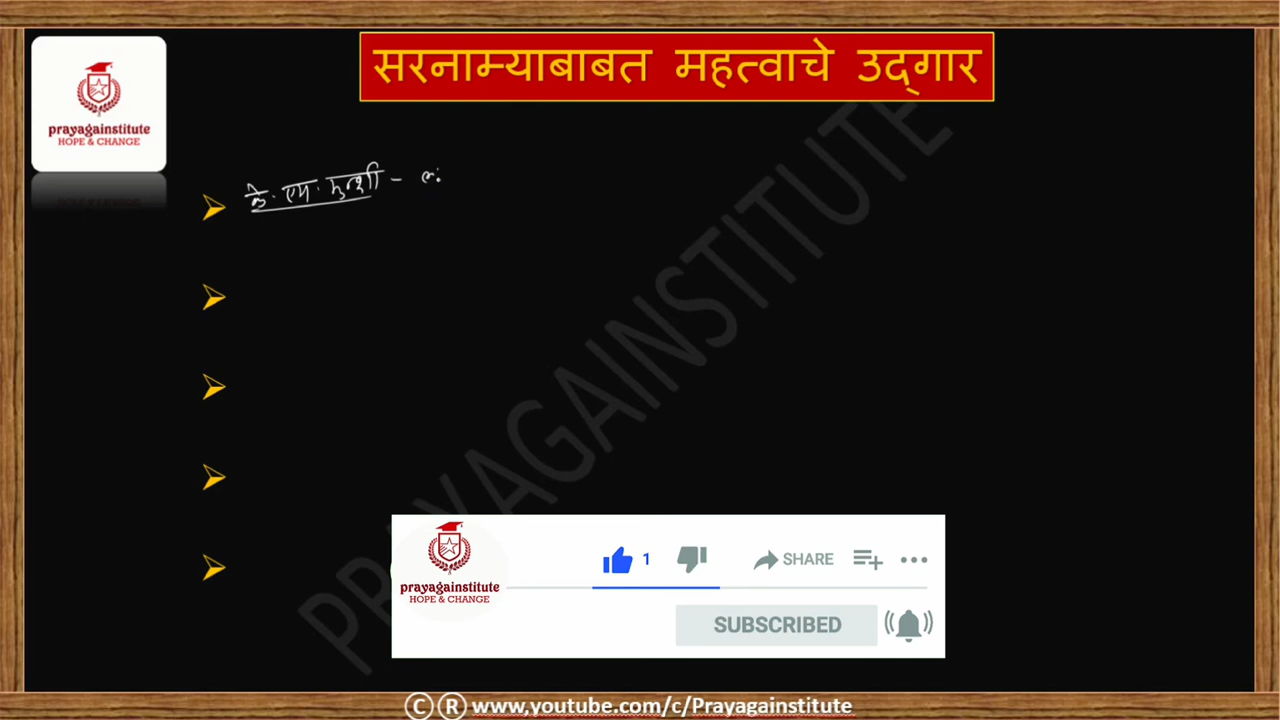 सरनाम्याबाबत महत्वाचे उद्‌गार
prayagainstitute
HOPE & CHANGE
के. एम. मुन्शी -
PRAYAGAINSTITUTE
prayagainstitute
HOPE & CHANGE
1
SHARE
SUBSCRIBED
© ® www,youtube.com/c/Prayagainstitute